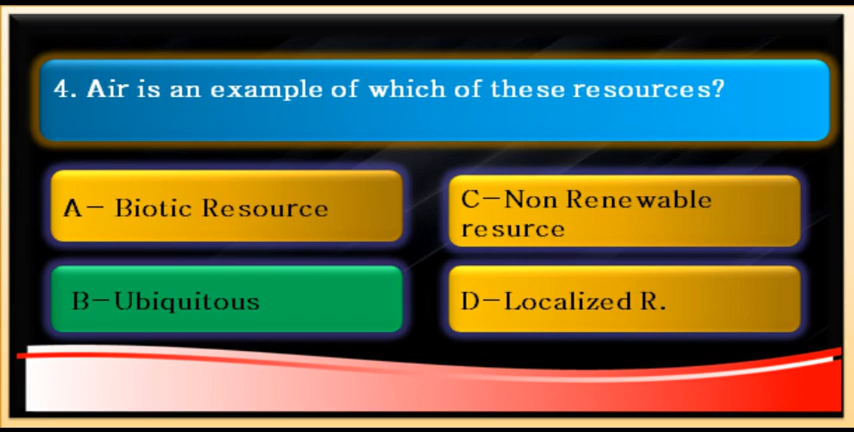 4. Air is an example of which of these resources?
A- Biotic Resource
B-Ubiquitous
C-Non Renewable
resurce
D-Localized R.